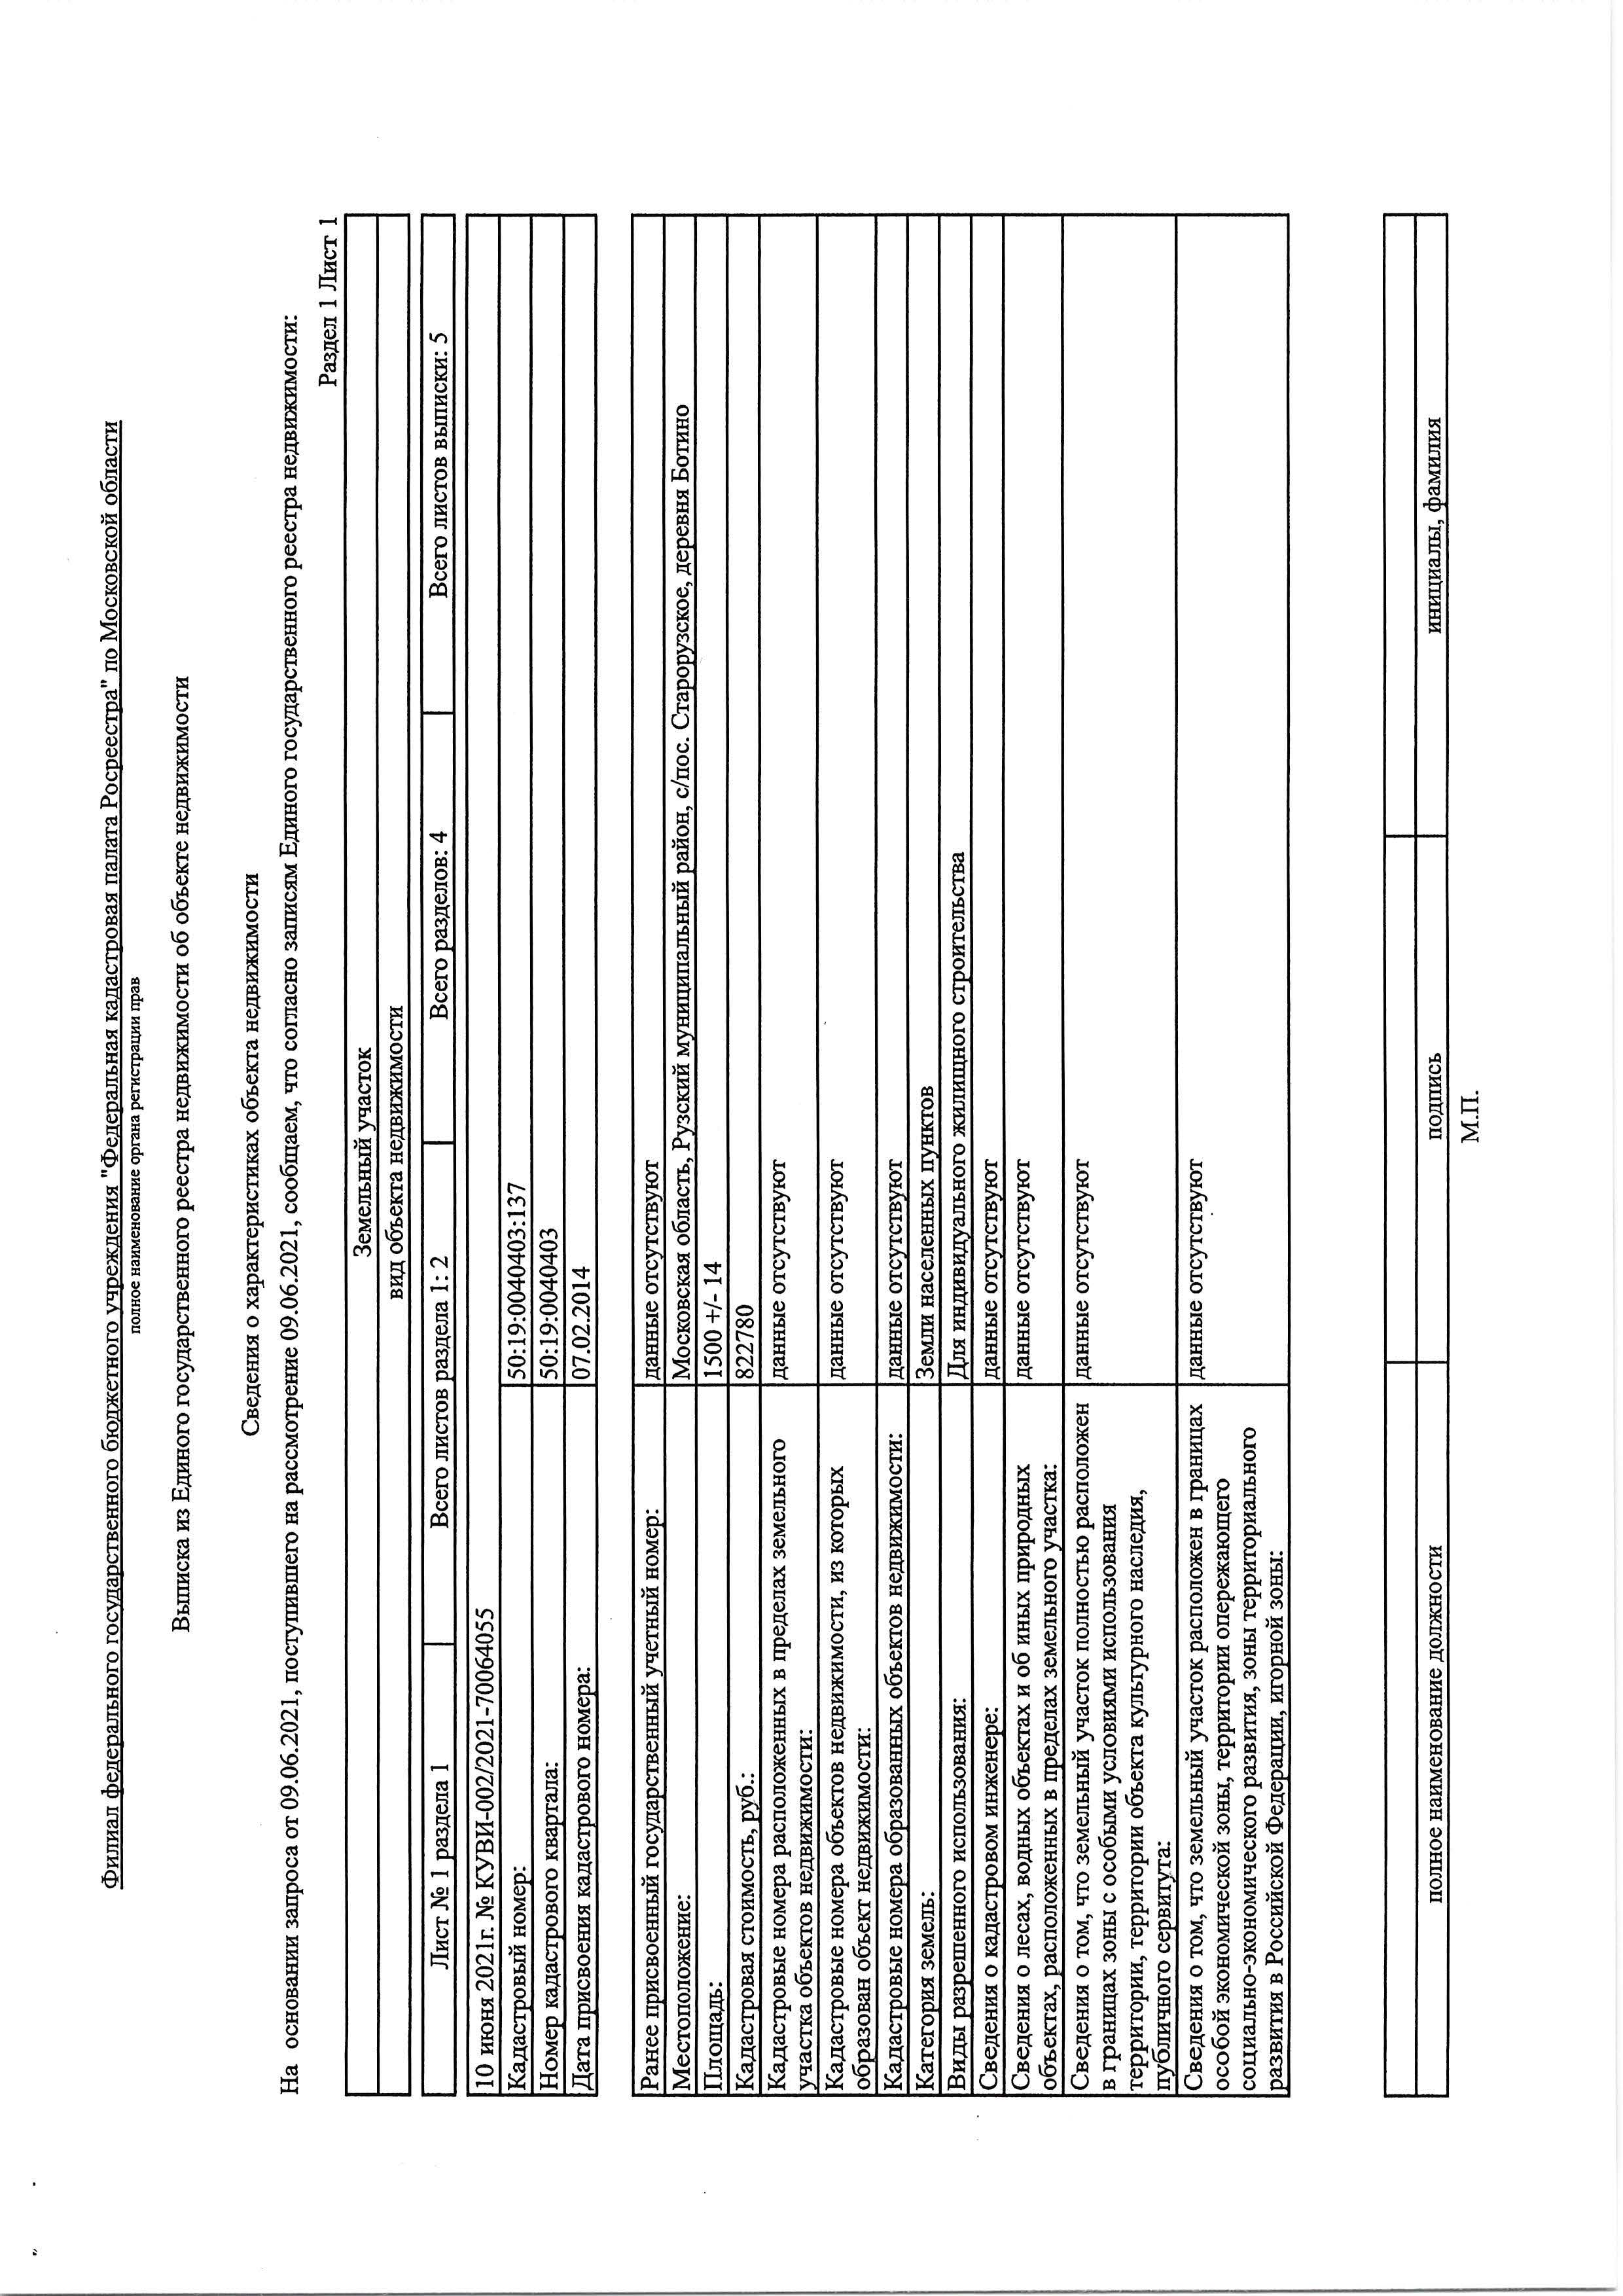 Филиал федерального государственного бюджетного учреждения "Федеральная кадастровая палата Росреестра" по Московской области
полное наименование органа регистрации прав
Выписка из Единого государственного реестра недвижимости об объекте недвижимости
Сведения о характеристиках объекта недвижимости
На основании запроса от 09.06.2021, поступившего на рассмотрение 09.06.2021, сообщаем, что согласно записям Единого государственного реестра недвижимости:
Раздел 1 Лист 1
Земельный участок
вид объекта недвижимости
Лист № 1 раздела 1 Всего листов раздела 1: 2 Всего разделов: 4 Всего листов выписки: 5
10 июня 2021г. № КУВИ-002/2021-70064055
Кадастровый номер: 50:19:0040403:137
Номер кадастрового квартала: 50:19:0040403
Дата присвоения кадастрового номера: 07.02.2014
Ранее присвоенный государственный учетный номер: данные отсутствуют
Местоположение: Московская область, Рузский муниципальный район, с/пос. Старорузское, деревня Ботино
Площадь: 1500 +/- 14
Кадастровая стоимость, руб.: 822780
Кадастровые номера расположенных в пределах земельного данные отсутствуют
участка объектов недвижимости:
Кадастровые номера объектов недвижимости, из которых данные отсутствуют
образован объект недвижимости:
Кадастровые номера образованных объектов недвижимости: данные отсутствуют
Категория земель: Земли населенных пунктов
Виды разрешенного использования: Для индивидуального жилищного строительства
Сведения о кадастровом инженере: данные отсутствуют
Сведения о лесах, водных объектах и об иных природных данные отсутствуют
объектах, расположенных в пределах земельного участка:
Сведения о том, что земельный участок полностью расположен данные отсутствуют
в границах зоны с особыми условиями использования
территории, территории объекта культурного наследия,
публичного сервитута:
Сведения о том, что земельный участок расположен в границах данные отсутствуют
особой экономической зоны, территории опережающего
социально-экономического развития, зоны территориального
развития в Российской Федерации, игорной зоны:
полное наименование должности подпись инициалы, фамилия
М.П.